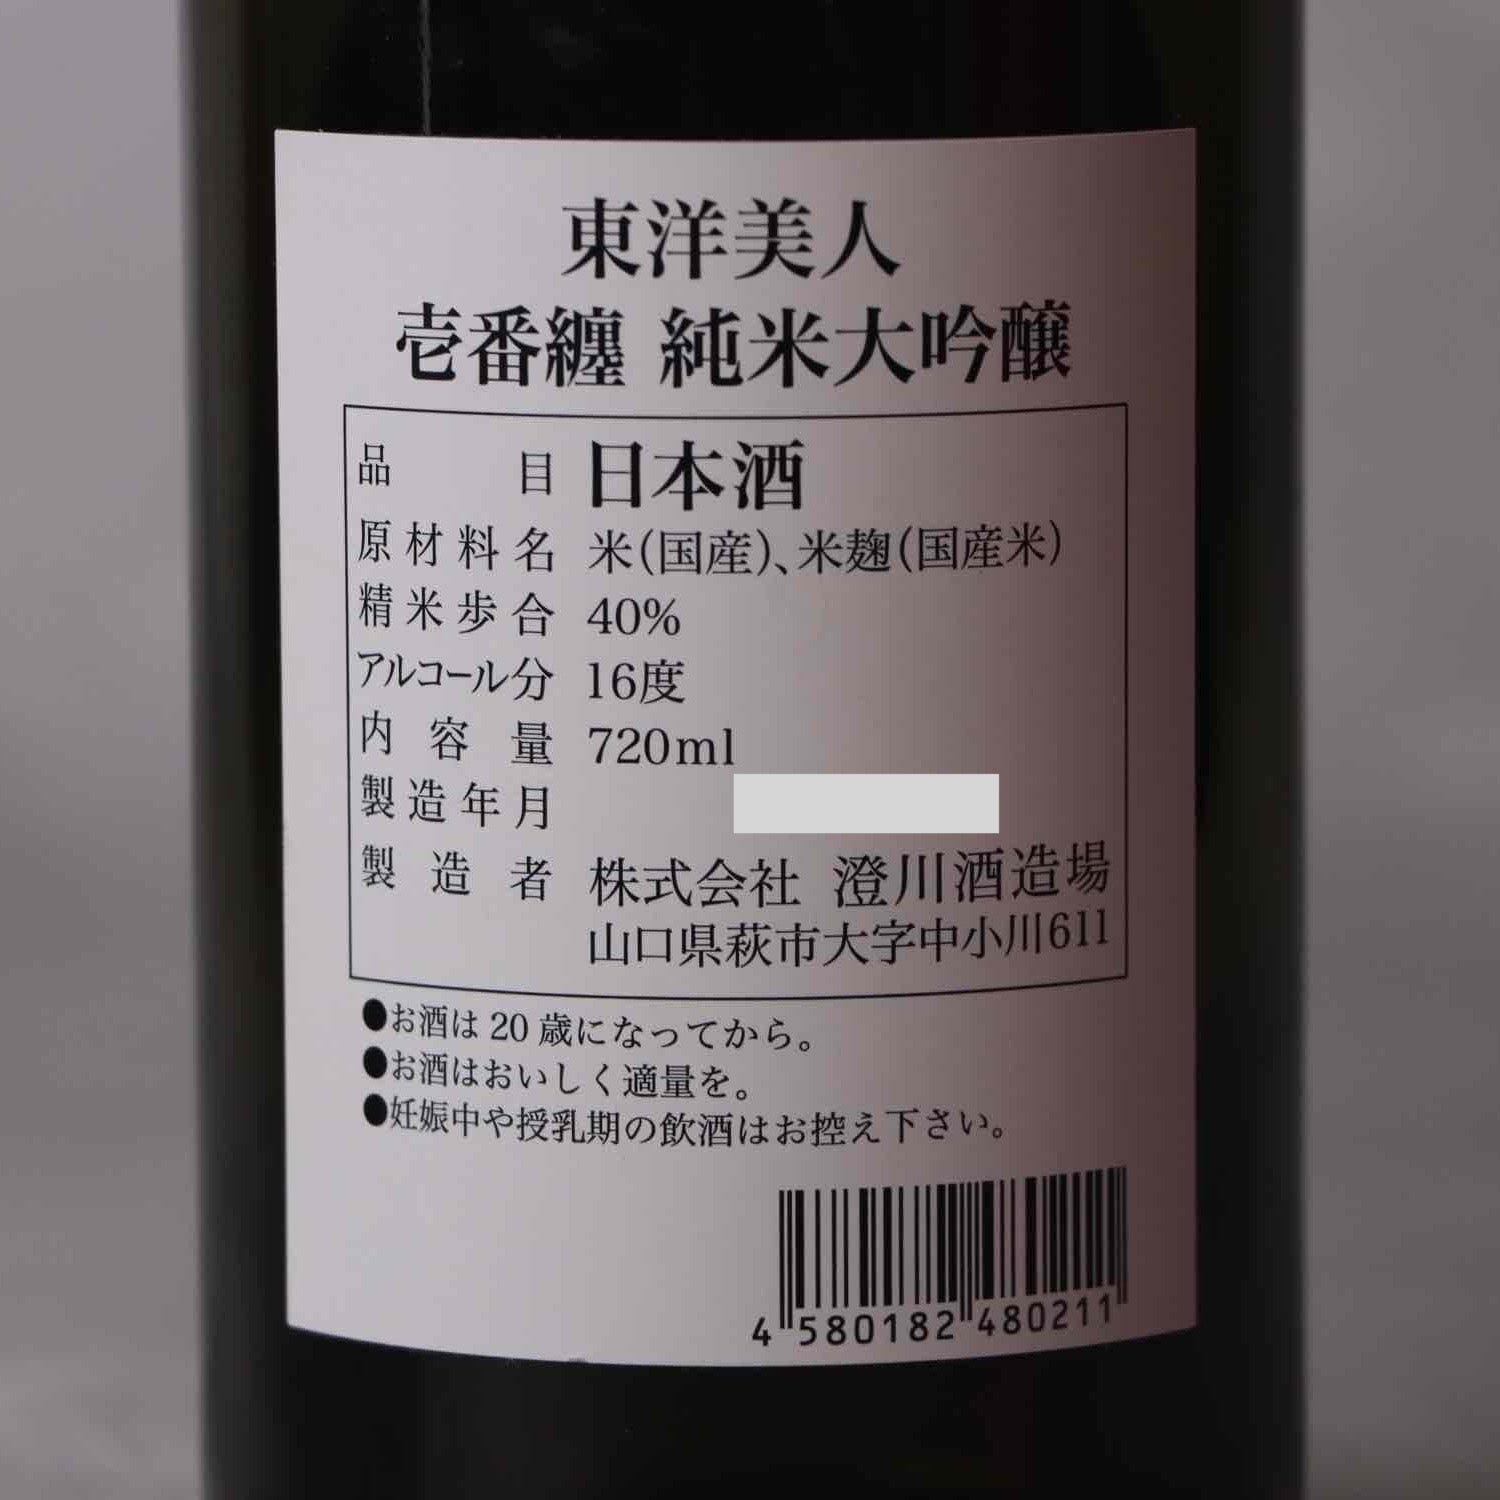 東洋美人
壱番纏 純米大吟醸
品目 日本酒
原材料名 米(国産)、米麹(国産米)
精米歩合 40%
アルコール分 16度
内容量 720ml
製造年月
製造者 株式会社 澄川酒造場
山口県萩市大字中小川611
●お酒は20歳になってから。
●お酒はおいしく適量を。
●妊娠中や授乳期の飲酒はお控え下さい。
4 580182 480211